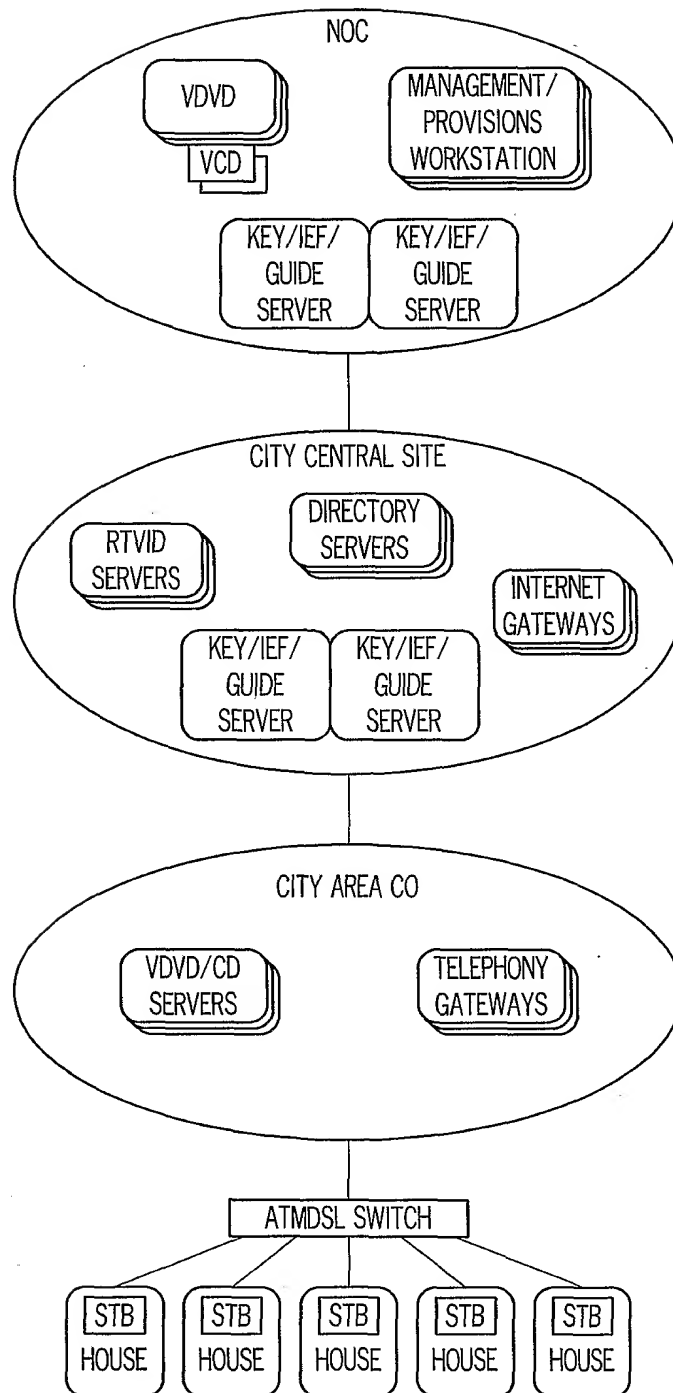 NOC
VDVD
VCD
MANAGEMENT/
PROVISIONS
WORKSTATION
KEY/IEF/
GUIDE
SERVER
KEY/IEF/
GUIDE
SERVER
CITY CENTRAL SITE
RTVID
SERVERS
DIRECTORY
SERVERS
INTERNET
GATEWAYS
KEY/IEF/
GUIDE
SERVER
KEY/IEF/
GUIDE
SERVER
CITY AREA CO
VDVD/CD
SERVERS
TELEPHONY
GATEWAYS
ATMDSL SWITCH
STB
HOUSE
STB
HOUSE
STB
HOUSE
STB
HOUSE
STB
HOUSE